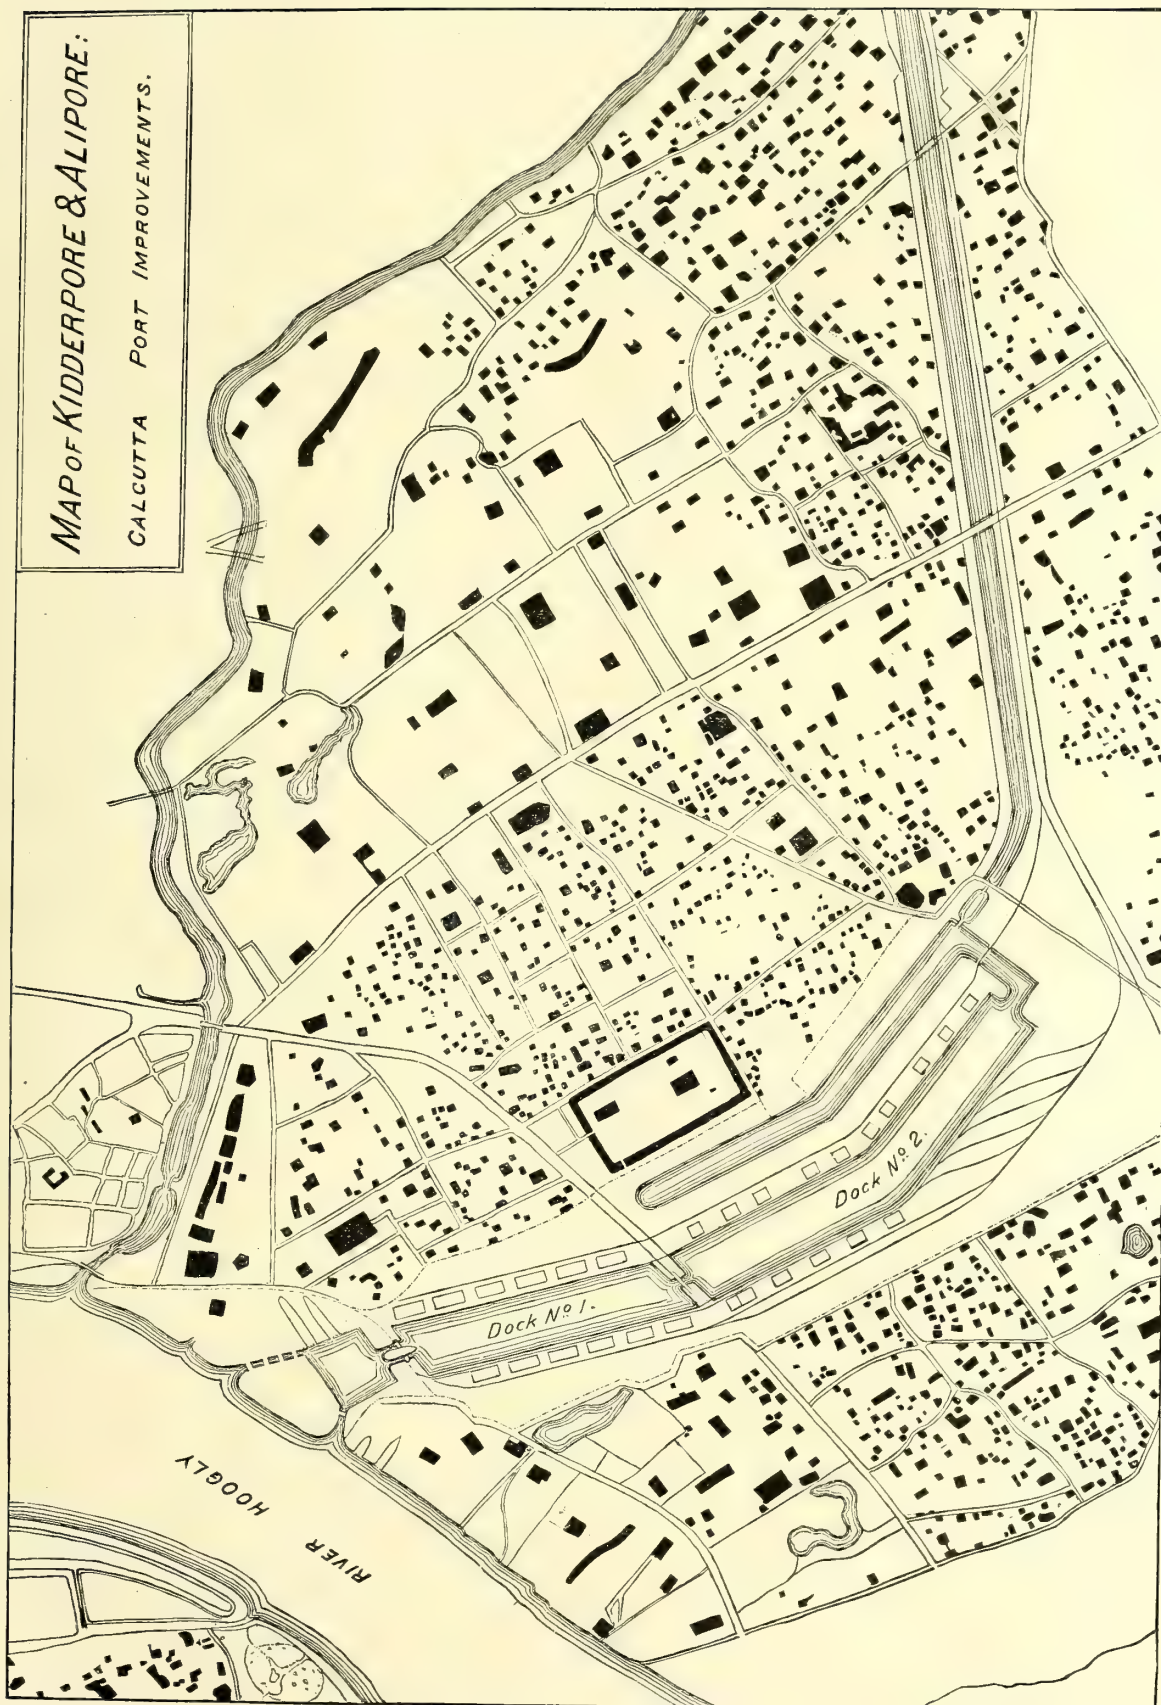 MAP OF KIDDERPORE & ALIPORE:
CALCUTTA PORT IMPROVEMENTS.
Dock No. 2.
Dock No. 1.
RIVER HOOGLY